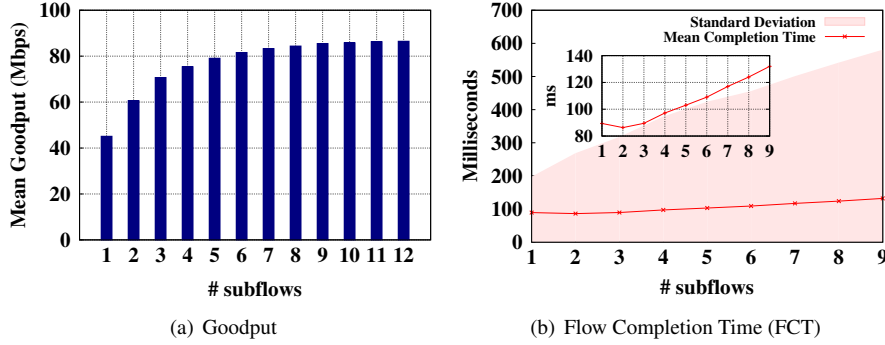 100
80
60
40
20
0
Mean Goodput (Mbps)
1 2 3 4 5 6 7 8 9 10 11 12
# subflows
(a) Goodput
700
600
500
400
300
200
100
0
Milliseconds
Standard Deviation
Mean Completion Time
140
120
100
80
ms
1 2 3 4 5 6 7 8 9
1 2 3 4 5 6 7 8 9
# subflows
(b) Flow Completion Time (FCT)